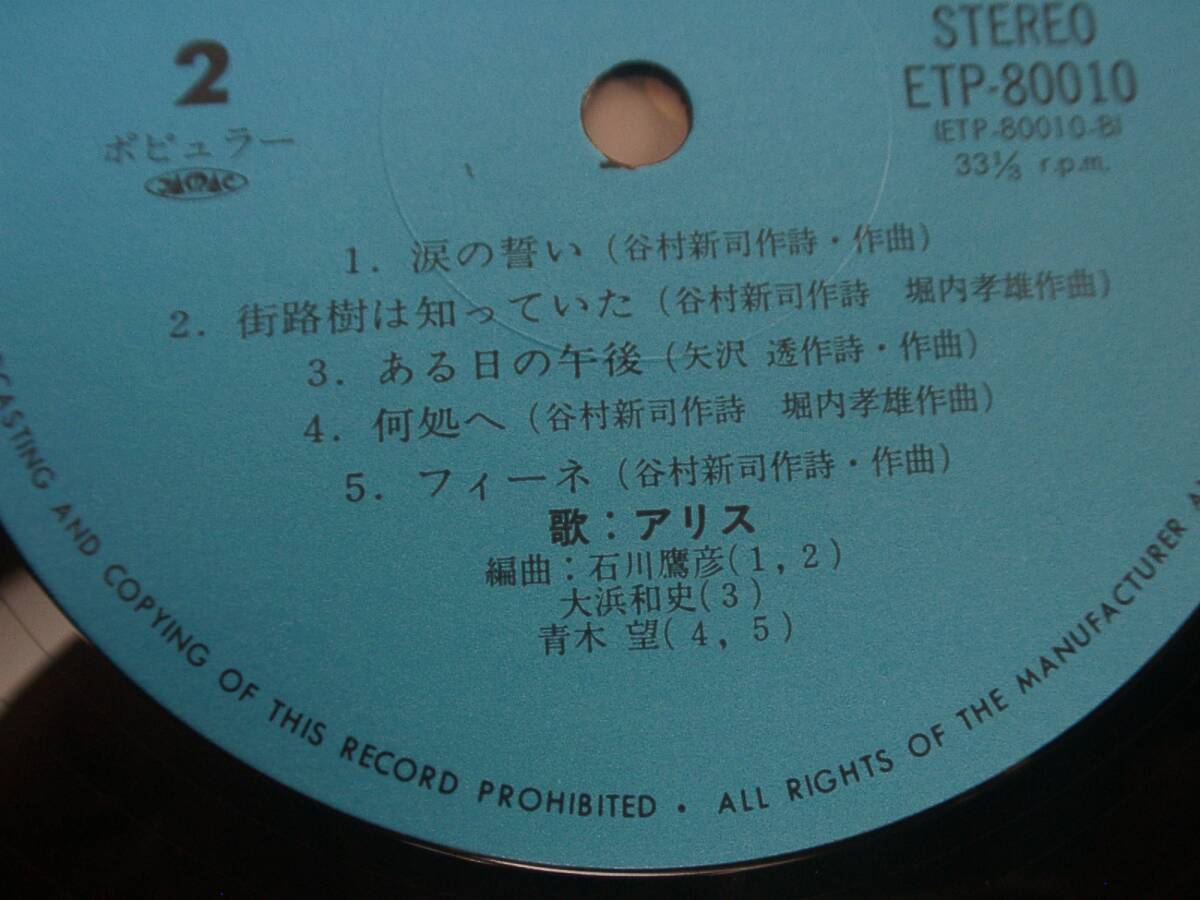 2
ポピュラー
STEREO
ETP-80010
(ETP-80010-B)
33⅓ r.p.m.
1. 涙の誓い (谷村新司作詩・作曲)
2. 街路樹は知っていた (谷村新司作詩 堀内孝雄作曲)
3. ある日の午後 (矢沢 透作詩・作曲)
4. 何処へ (谷村新司作詩 堀内孝雄作曲)
5. フィーネ (谷村新司作詩・作曲)
歌：アリス
編曲：石川鷹彦(1, 2)
大浜和史(3)
青木 望(4, 5)
AND COPYING OF THIS RECORD PROHIBITED • ALL RIGHTS OF THE MANUFACTURER